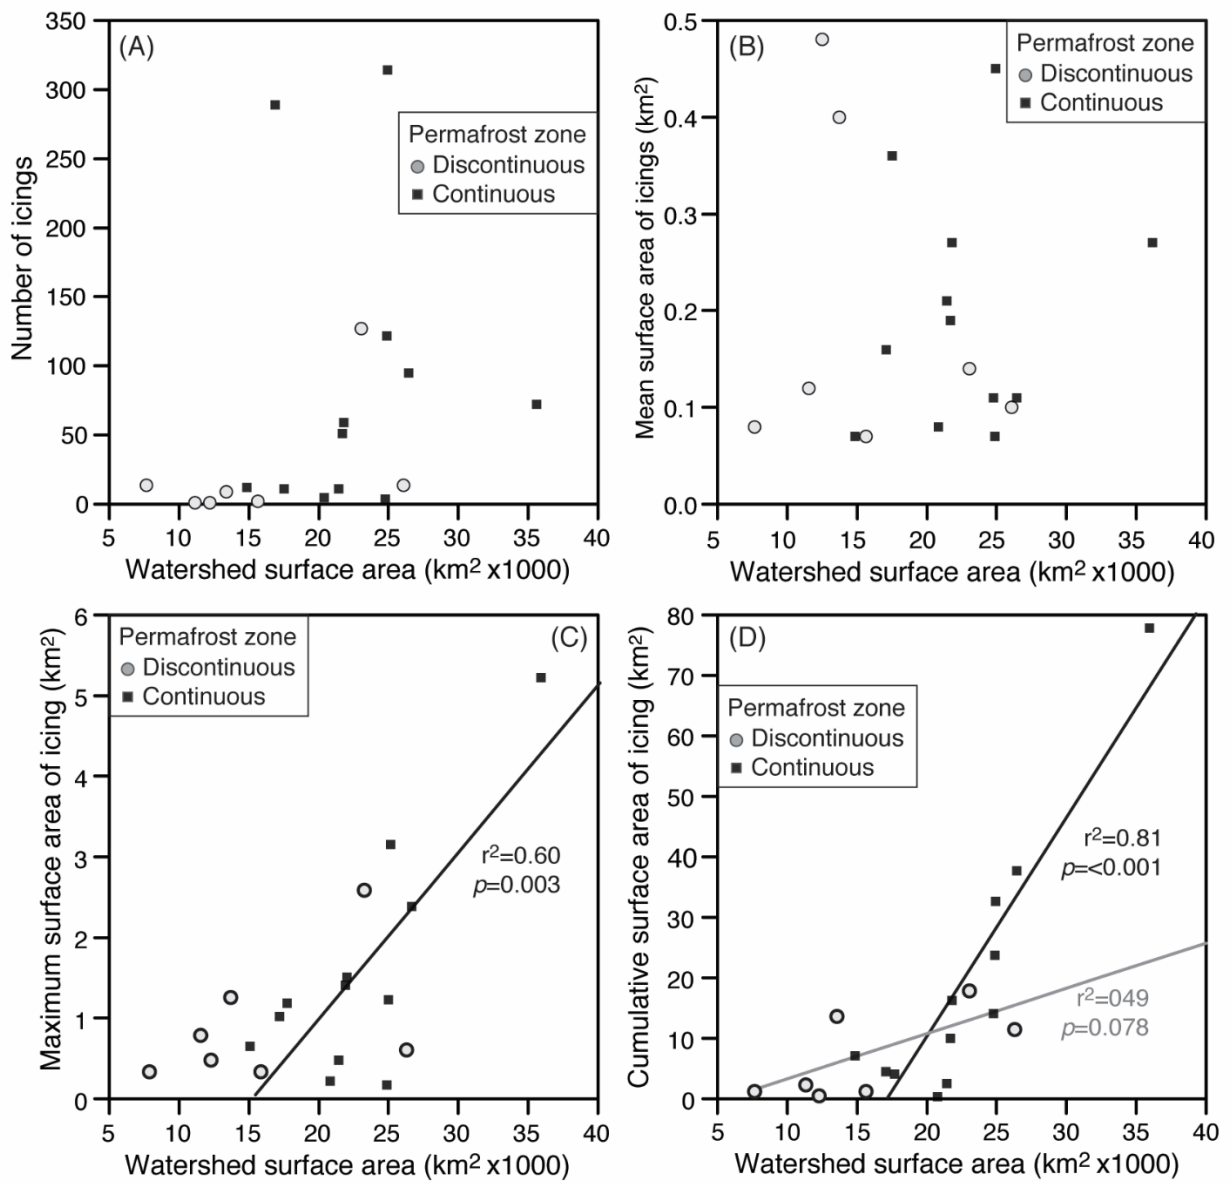 (A)
Number of icings
350
300
250
200
150
100
50
0
Permafrost zone
Discontinuous
Continuous
5 10 15 20 25 30 35 40
Watershed surface area (km² x1000)
(B)
Mean surface area of icings (km²)
0.5
0.4
0.3
0.2
0.1
0.0
Permafrost zone
Discontinuous
Continuous
5 10 15 20 25 30 35 40
Watershed surface area (km² x1000)
(C)
Maximum surface area of icing (km²)
6
5
4
3
2
1
0
Permafrost zone
Discontinuous
Continuous
r²=0.60
p=0.003
5 10 15 20 25 30 35 40
Watershed surface area (km² x1000)
(D)
Cumulative surface area of icing (km²)
80
70
60
50
40
30
20
10
0
Permafrost zone
Discontinuous
Continuous
r²=0.81
p=<0.001
r²=049
p=0.078
5 10 15 20 25 30 35 40
Watershed surface area (km² x1000)